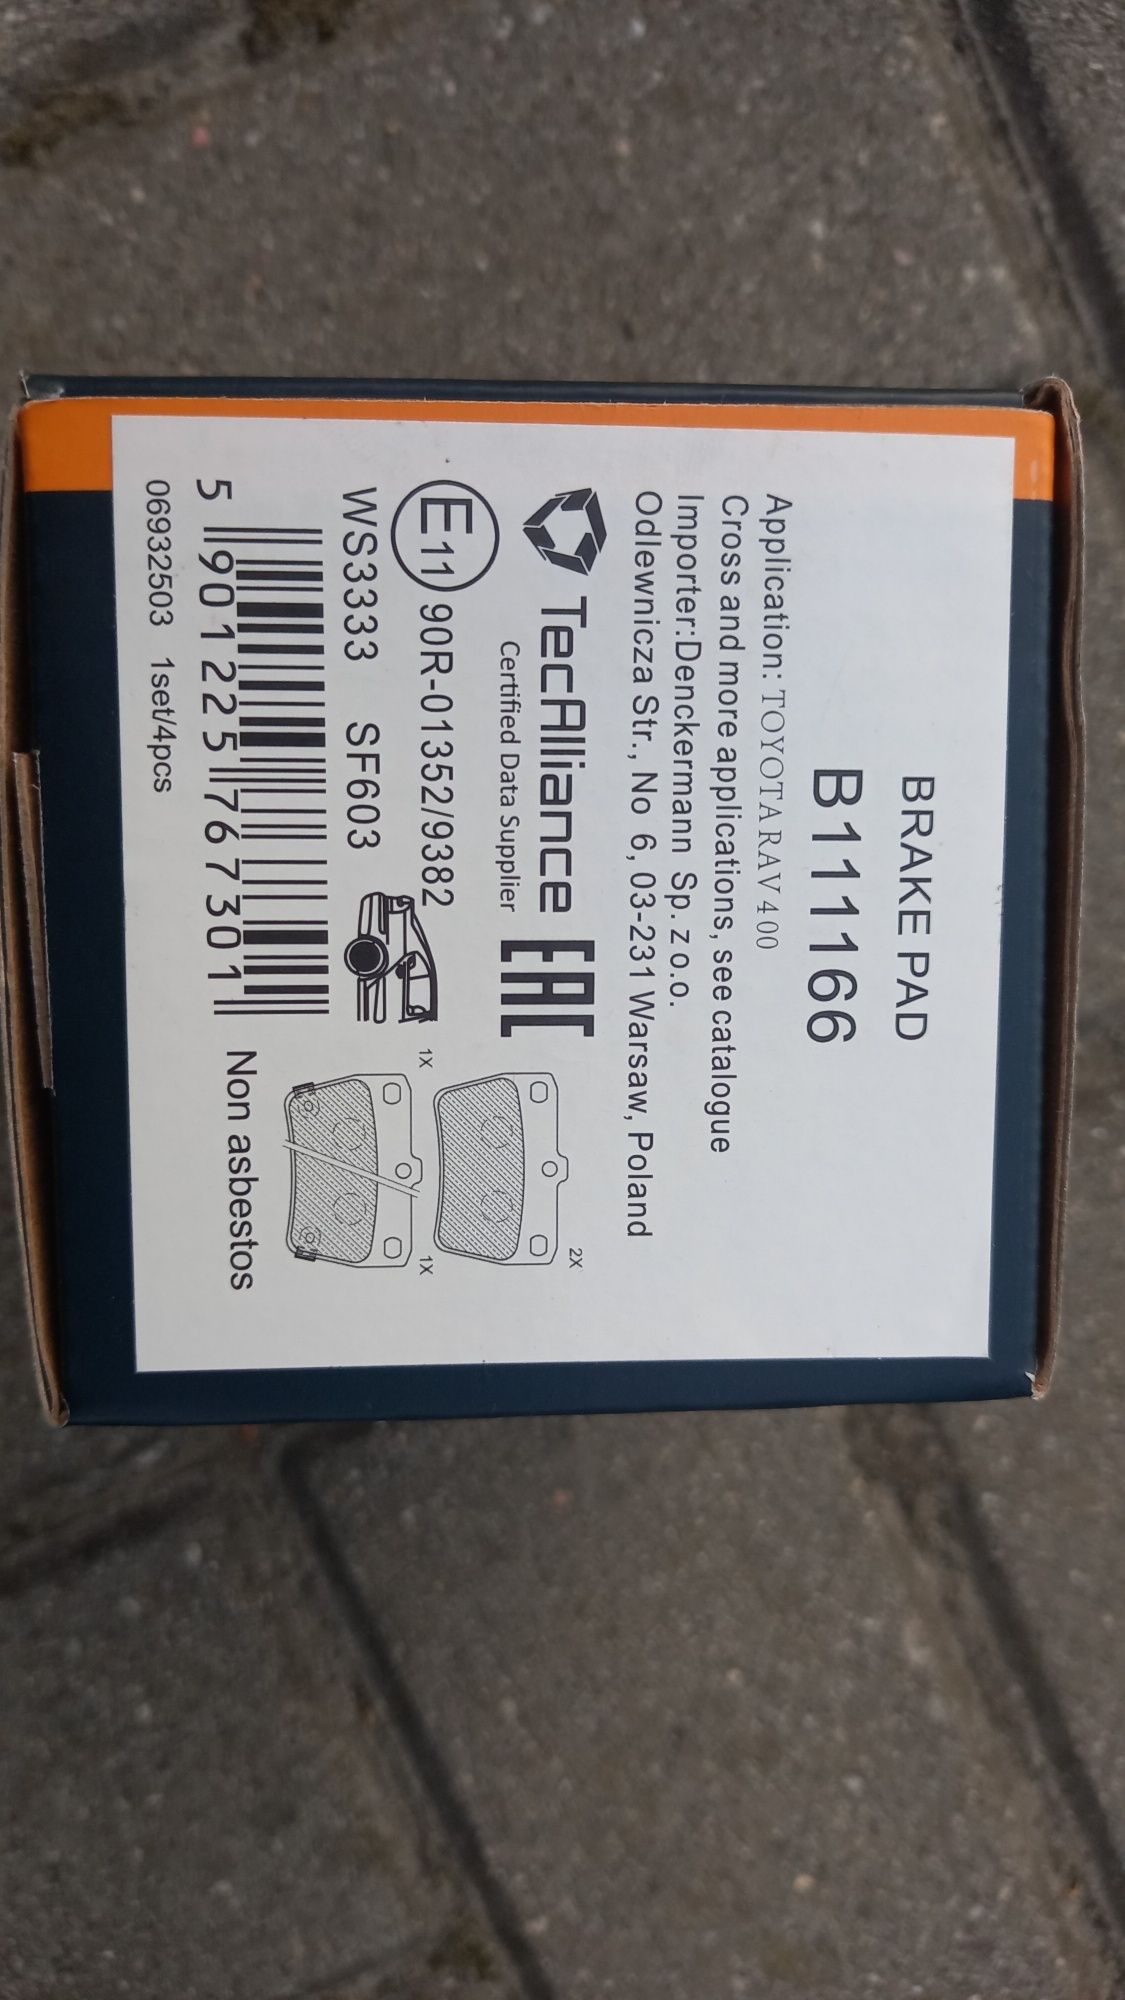 BRAKE PAD
B111166
Application: TOYOTA RAV 4 00
Cross and more applications, see catalogue
Importer:Denckermann Sp. z o.o.
Odlewnicza Str., No 6, 03-231 Warsaw, Poland
TecAlliance
Certified Data Supplier
EAC
E11 90R-01352/9382
WS3333 SF603
2X
1X 1X
5 901225 767301
Non asbestos
06932503 1set/4pcs